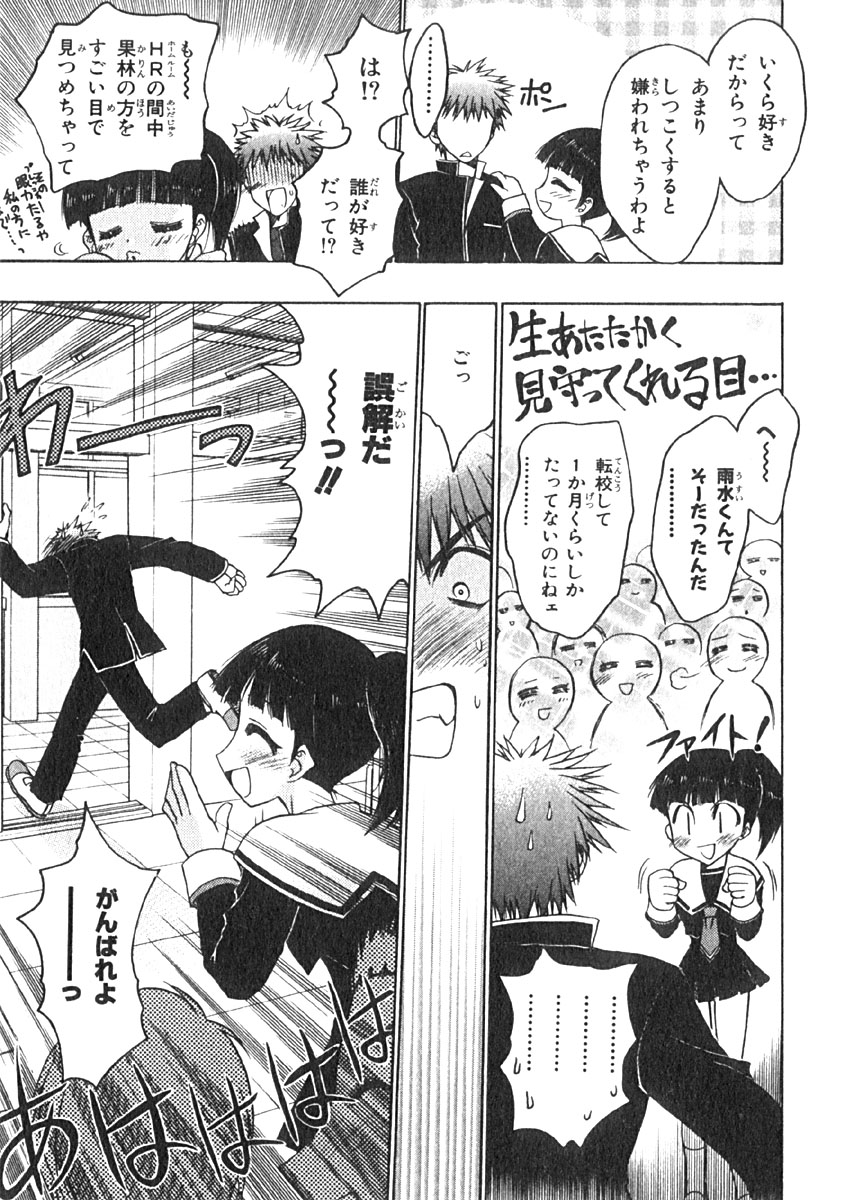 いくら好き
だからって
あまり
しつこくすると
嫌われちゃうわよ
ポン
………
は!?
誰が好き
だって!?
も〜〜〜
HRの間中
果林の方を
すごい目で
見つめちゃって
生あたたかく
見守ってくれる目…
へ〜〜
雨水くんて
そーだったんだ
転校して
1か月くらいしか
たってないのにねェ
…………
ファイト!
…………
…………
…………
…………
ごっ
誤解だ
〜〜〜っ!!
わーーっ
がんばれよ
―――っ
あははははは